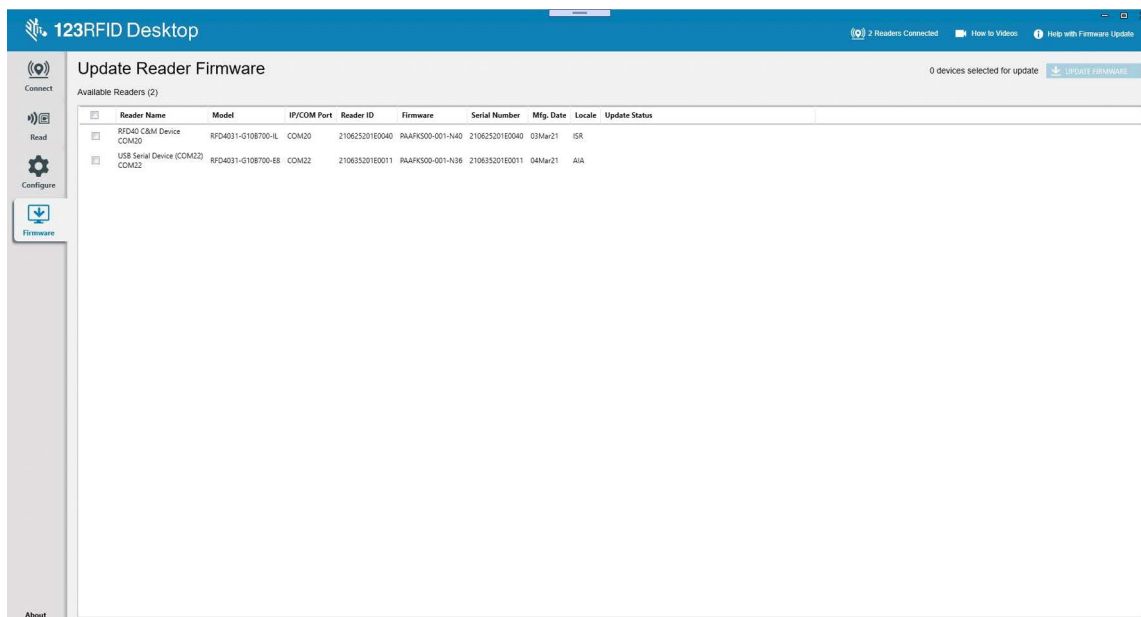 123RFID Desktop
2 Readers Connected
How to Videos
Help with Firmware Update
Connect
Read
Configure
Firmware
About
Update Reader Firmware
0 devices selected for update
UPDATE FIRMWARE
Available Readers (2)
Reader Name Model IP/COM Port Reader ID Firmware Serial Number Mfg. Date Locale Update Status
RFD40 C&M Device
COM20 RFD4031-G10B700-IL COM20 210625201E0040 PAAFKS00-001-N40 210625201E0040 03Mar21 ISR
USB Serial Device (COM22)
COM22 RFD4031-G10B700-E8 COM22 210635201E0011 PAAFKS00-001-N36 210635201E0011 04Mar21 AIA